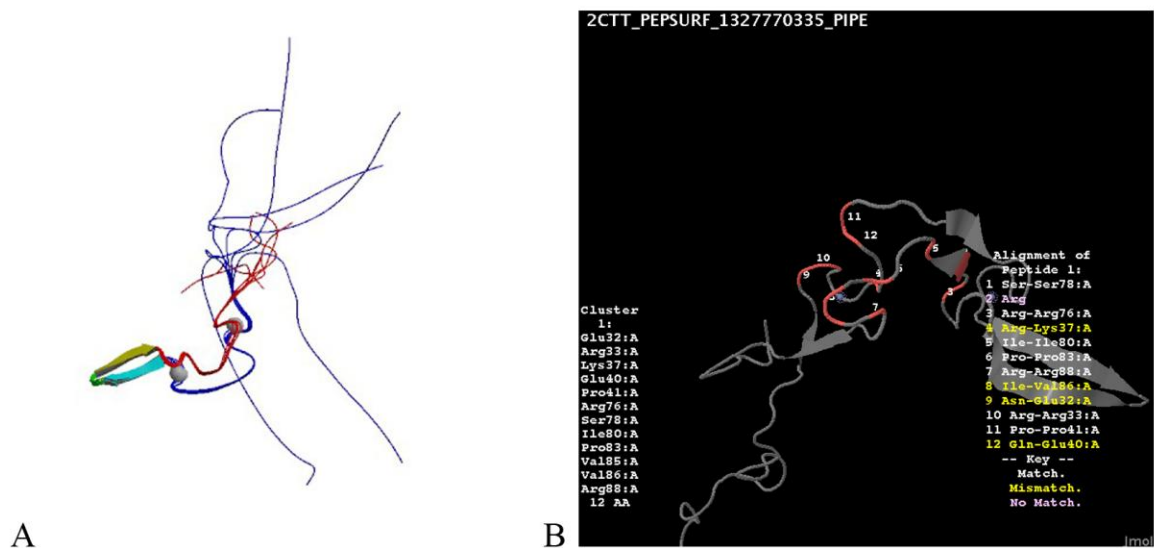 2CTT_PEPSURF_1327770335_PIPE
11
12
10
9
4
6
5
3
8
7
3
Cluster
1:
Glu32:A
Arg33:A
Lys37:A
Glu40:A
Pro41:A
Arg76:A
Ser78:A
Ile80:A
Pro83:A
Val85:A
Val86:A
Arg88:A
12 AA
Alignment of
Peptide 1:
1 Ser-Ser78:A
2 Arg
3 Arg-Arg76:A
4 Arg-Lys37:A
5 Ile-Ile80:A
6 Pro-Pro83:A
7 Arg-Arg88:A
8 Ile-Val86:A
9 Asn-Glu32:A
10 Arg-Arg33:A
11 Pro-Pro41:A
12 Gln-Glu40:A
-- Key --
Match.
Mismatch.
No Match.
Jmol
A
B